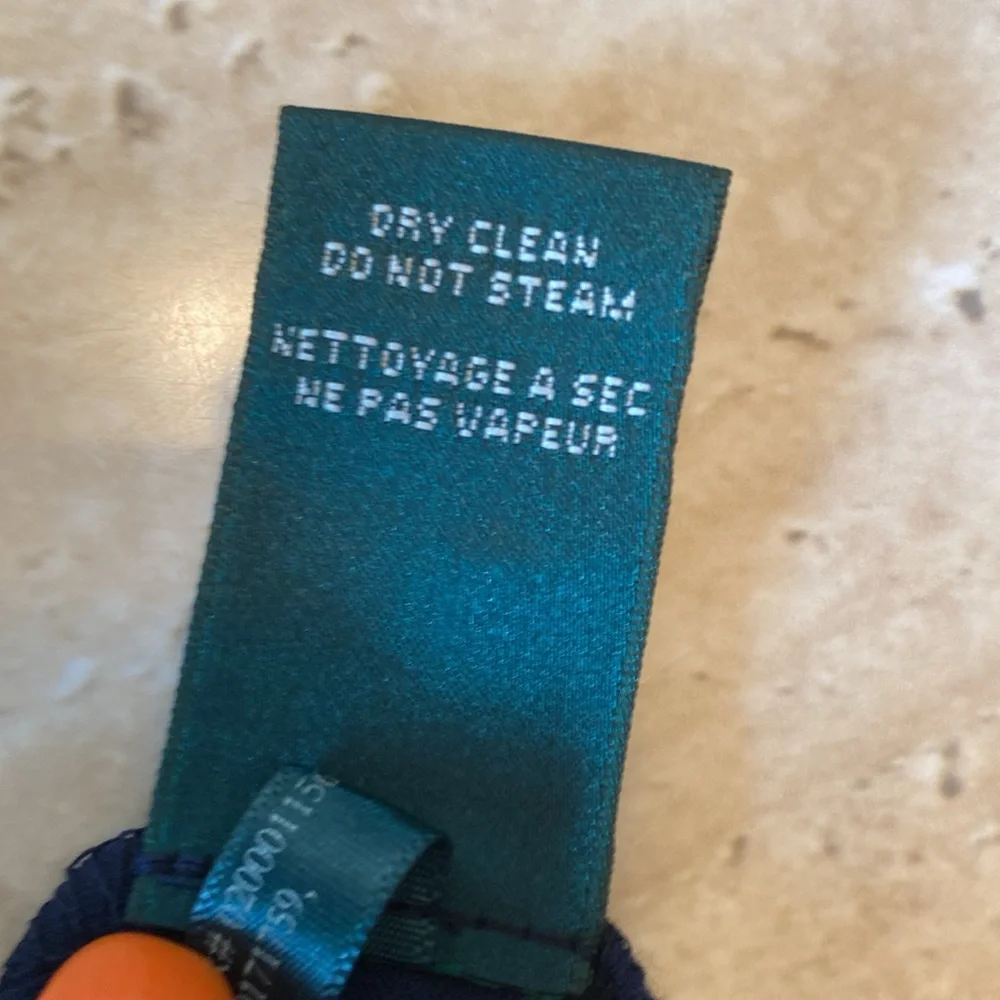 DRY CLEAN
DO NOT STEAM
NETTOYAGE A SEC
NE PAS VAPEUR